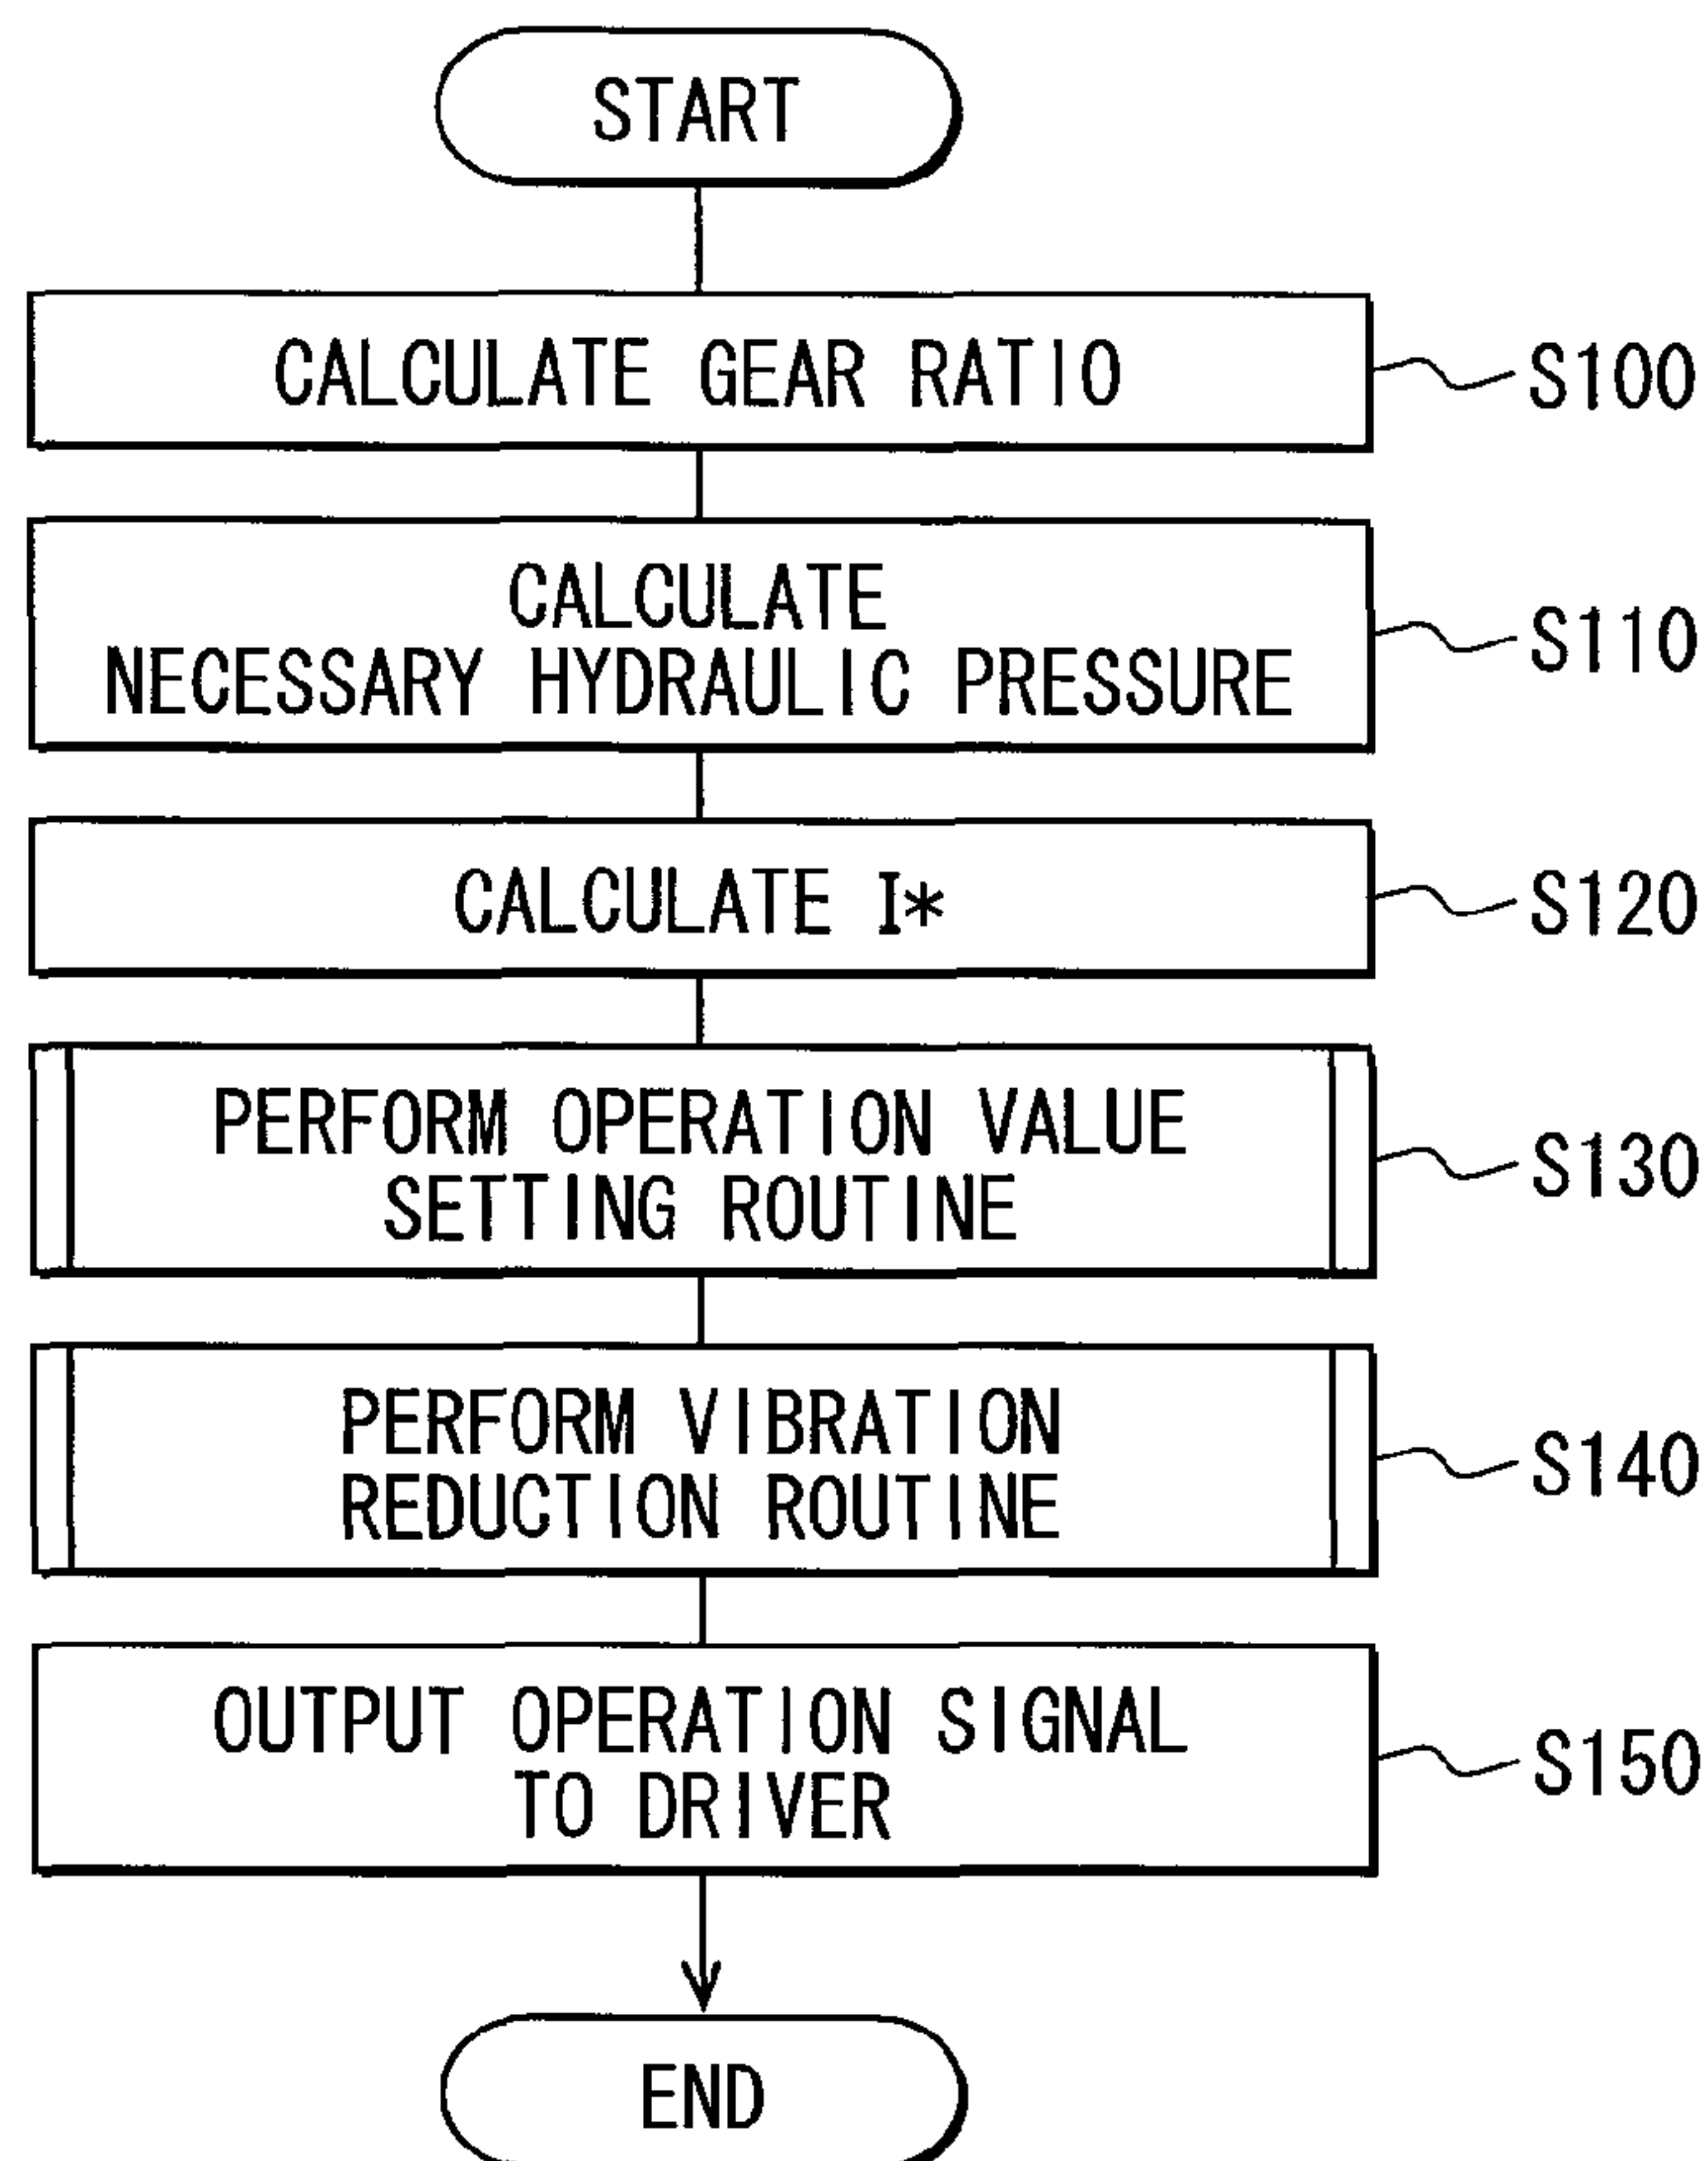 START
CALCULATE GEAR RATIO
S100
CALCULATE
NECESSARY HYDRAULIC PRESSURE
S110
CALCULATE I*
S120
PERFORM OPERATION VALUE
SETTING ROUTINE
S130
PERFORM VIBRATION
REDUCTION ROUTINE
S140
OUTPUT OPERATION SIGNAL
TO DRIVER
S150
END